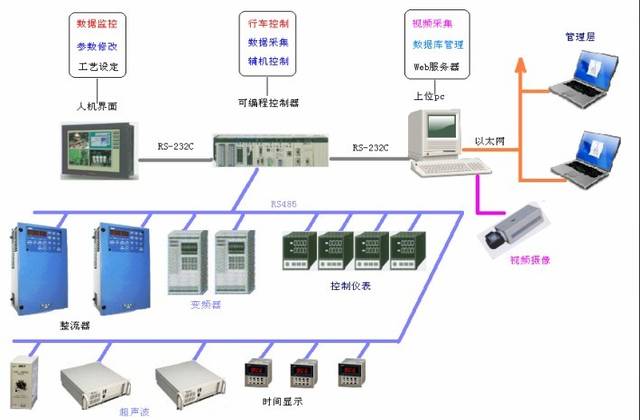 数据监控
参数修改
工艺设定
行车控制
数据采集
辅机控制
视频采集
数据库管理
Web服务器
管理层
人机界面
可编程控制器
上位pc
RS-232C
RS-232C
以太网
RS485
视频摄像
整流器
变频器
控制仪表
超声波
时间显示